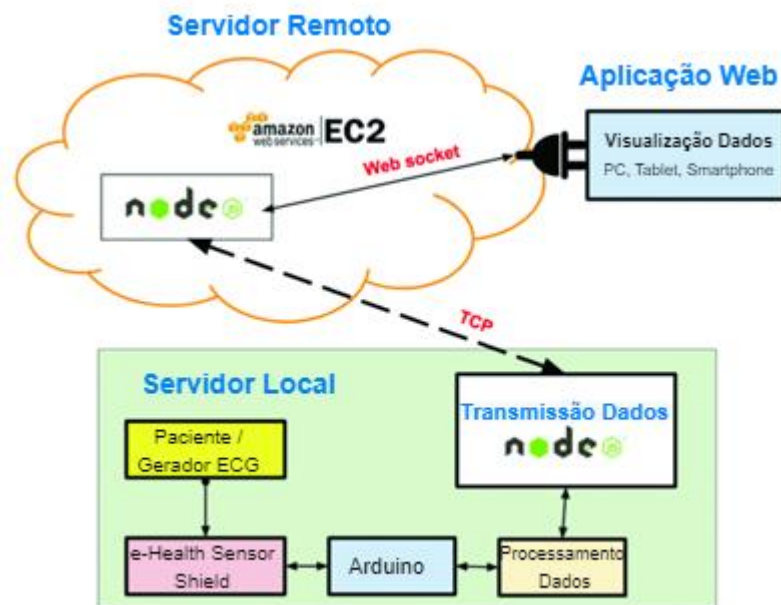 Servidor Remoto
Aplicação Web
amazon
web services
EC2
Visualização Dados
PC, Tablet, Smartphone
Web socket
node
JS
TCP
Servidor Local
Transmissão Dados
node
Paciente /
Gerador ECG
e-Health Sensor
Shield
Arduino
Processamento
Dados